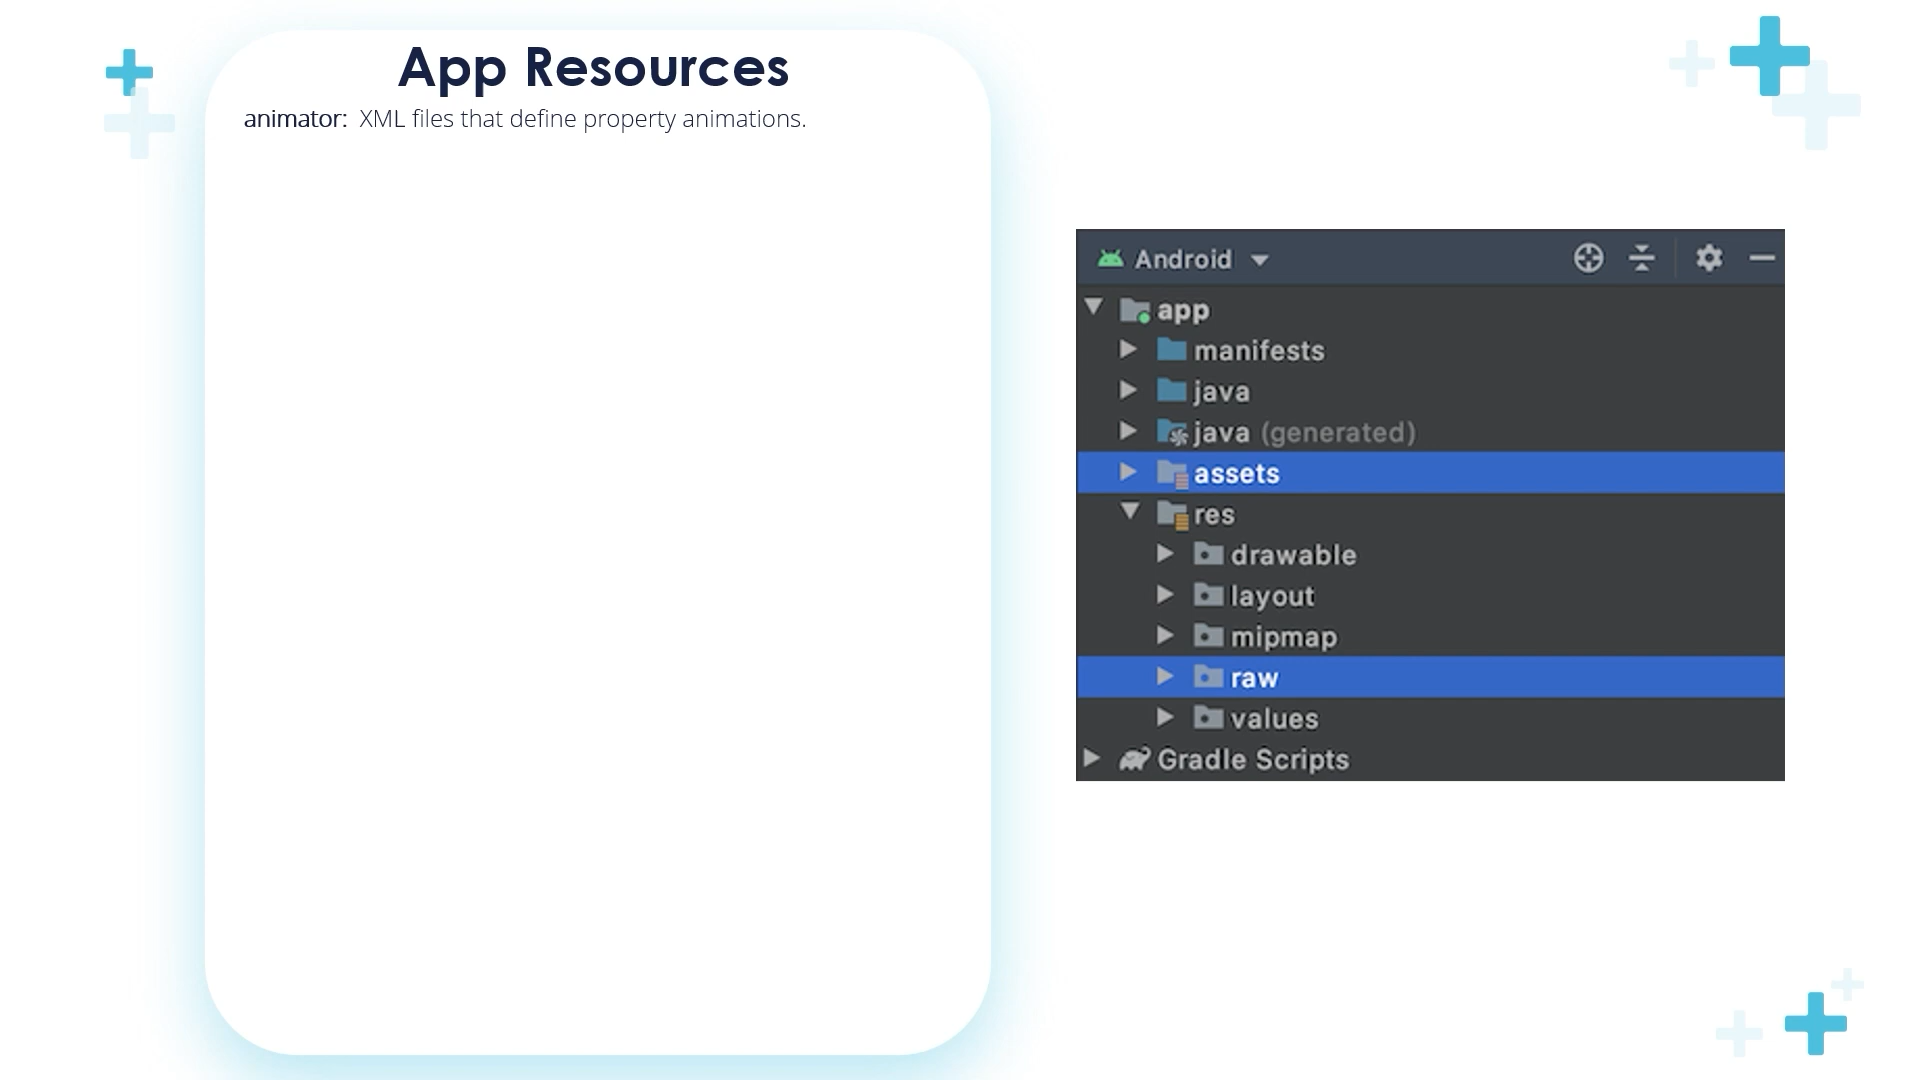 App Resources
animator: XML files that define property animations.
Android
app
manifests
java
java (generated)
assets
res
drawable
layout
mipmap
raw
values
Gradle Scripts